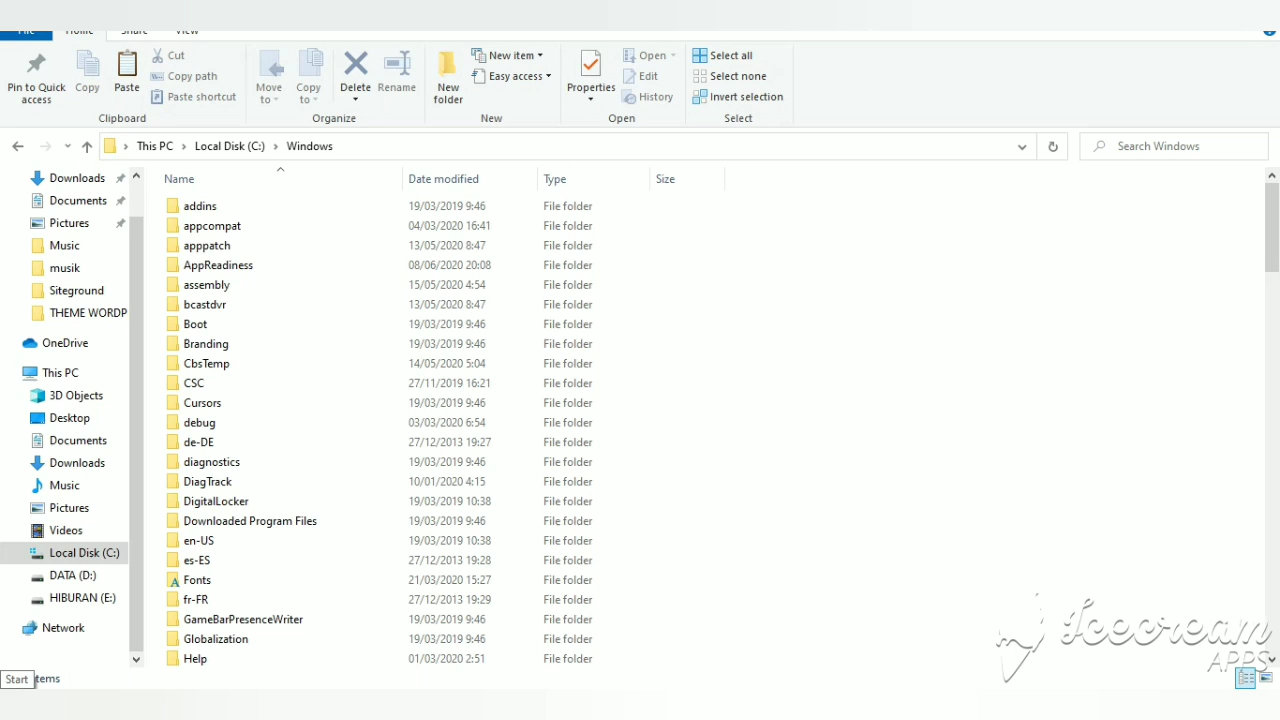 File Home Share View
Cut
Copy path
Paste shortcut
Pin to Quick access
Copy
Paste
Clipboard
Move to
Copy to
Delete
Rename
Organize
New folder
New item
Easy access
New
Properties
Open
Edit
History
Open
Select all
Select none
Invert selection
Select
This PC > Local Disk (C:) > Windows
Search Windows
Downloads
Documents
Pictures
Music
musik
Siteground
THEME WORDP
OneDrive
This PC
3D Objects
Desktop
Documents
Downloads
Music
Pictures
Videos
Local Disk (C:)
DATA (D:)
HIBURAN (E:)
Network
Name Date modified Type Size
addins 19/03/2019 9:46 File folder
appcompat 04/03/2020 16:41 File folder
apppatch 13/05/2020 8:47 File folder
AppReadiness 08/06/2020 20:08 File folder
assembly 15/05/2020 4:54 File folder
bcastdvr 13/05/2020 8:47 File folder
Boot 19/03/2019 9:46 File folder
Branding 19/03/2019 9:46 File folder
CbsTemp 14/05/2020 5:04 File folder
CSC 27/11/2019 16:21 File folder
Cursors 19/03/2019 9:46 File folder
debug 03/03/2020 6:54 File folder
de-DE 27/12/2013 19:27 File folder
diagnostics 19/03/2019 9:46 File folder
DiagTrack 10/01/2020 4:15 File folder
DigitalLocker 19/03/2019 10:38 File folder
Downloaded Program Files 19/03/2019 9:46 File folder
en-US 19/03/2019 10:38 File folder
es-ES 27/12/2013 19:28 File folder
Fonts 21/03/2020 15:27 File folder
fr-FR 27/12/2013 19:29 File folder
GameBarPresenceWriter 19/03/2019 9:46 File folder
Globalization 19/03/2019 9:46 File folder
Help 01/03/2020 2:51 File folder
Start
tems
Icecream
APPS